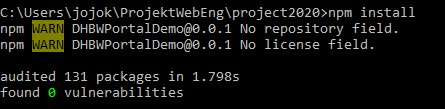 C:\Users\jojok\ProjektWebEng\project2020>npm install
npm WARN DHBWPortalDemo@0.0.1 No repository field.
npm WARN DHBWPortalDemo@0.0.1 No license field.
audited 131 packages in 1.798s
found 0 vulnerabilities